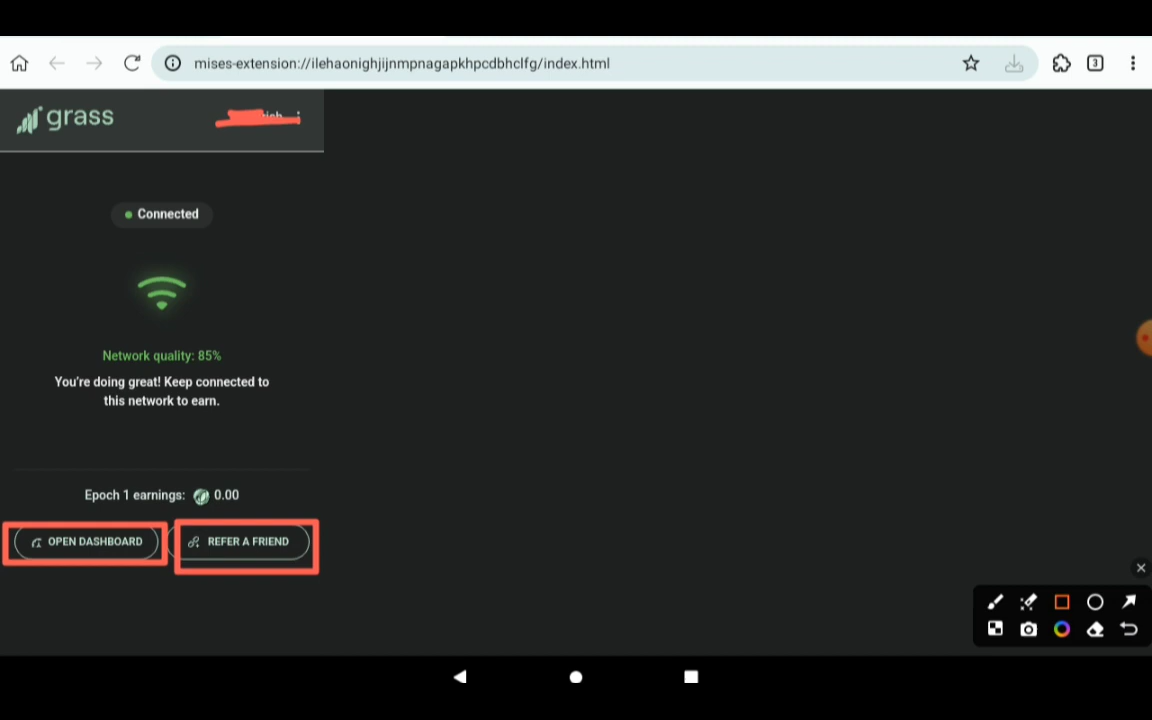 mises-extension://ilehaonighjijnmpnagapkhpcdbhclfg/index.html
3
grass
Connected
Network quality: 85%
You're doing great! Keep connected to
this network to earn.
Epoch 1 earnings: 0.00
OPEN DASHBOARD
REFER A FRIEND